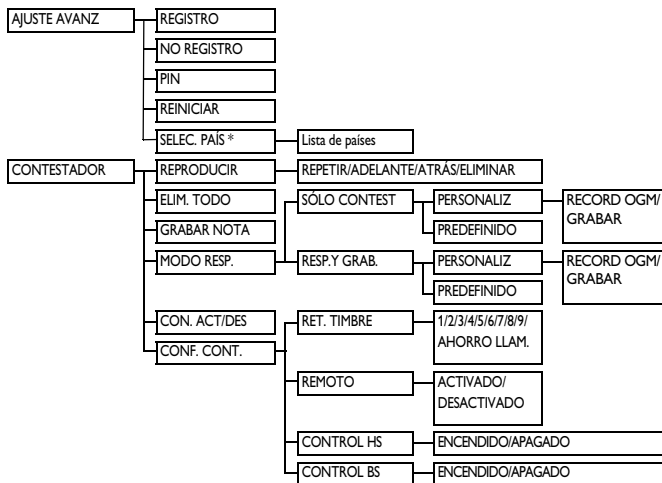 AJUSTE AVANZ
REGISTRO
NO REGISTRO
PIN
REINICIAR
SELEC. PAÍS *
Lista de países
CONTESTADOR
REPRODUCIR
REPETIR/ADELANTE/ATRÁS/ELIMINAR
ELIM. TODO
GRABAR NOTA
MODO RESP.
SÓLO CONTEST
PERSONALIZ
RECORD OGM/
GRABAR
PREDEFINIDO
RESP.Y GRAB.
PERSONALIZ
RECORD OGM/
GRABAR
PREDEFINIDO
CON. ACT/DES
CONF. CONT.
RET. TIMBRE
1/2/3/4/5/6/7/8/9/
AHORRO LLAM.
REMOTO
ACTIVADO/
DESACTIVADO
CONTROL HS
ENCENDIDO/APAGADO
CONTROL BS
ENCENDIDO/APAGADO